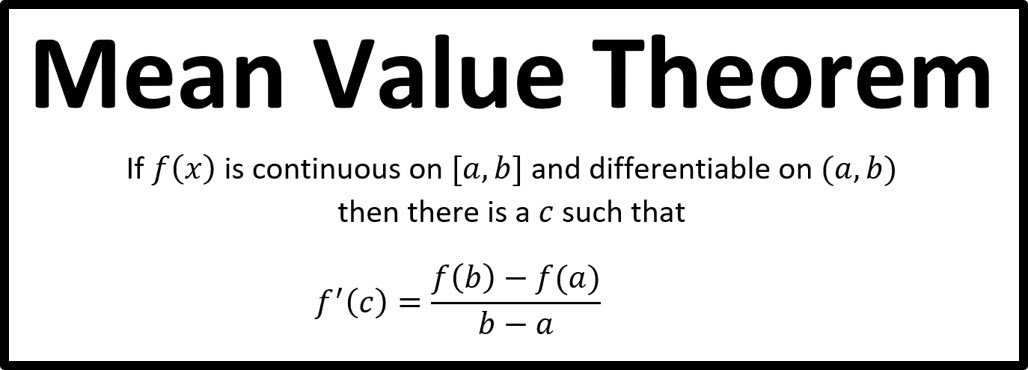 Mean Value Theorem
If f(x) is continuous on [a, b] and differentiable on (a, b)
then there is a c such that
f'(c) = \frac{f(b) − f(a)}{b − a}